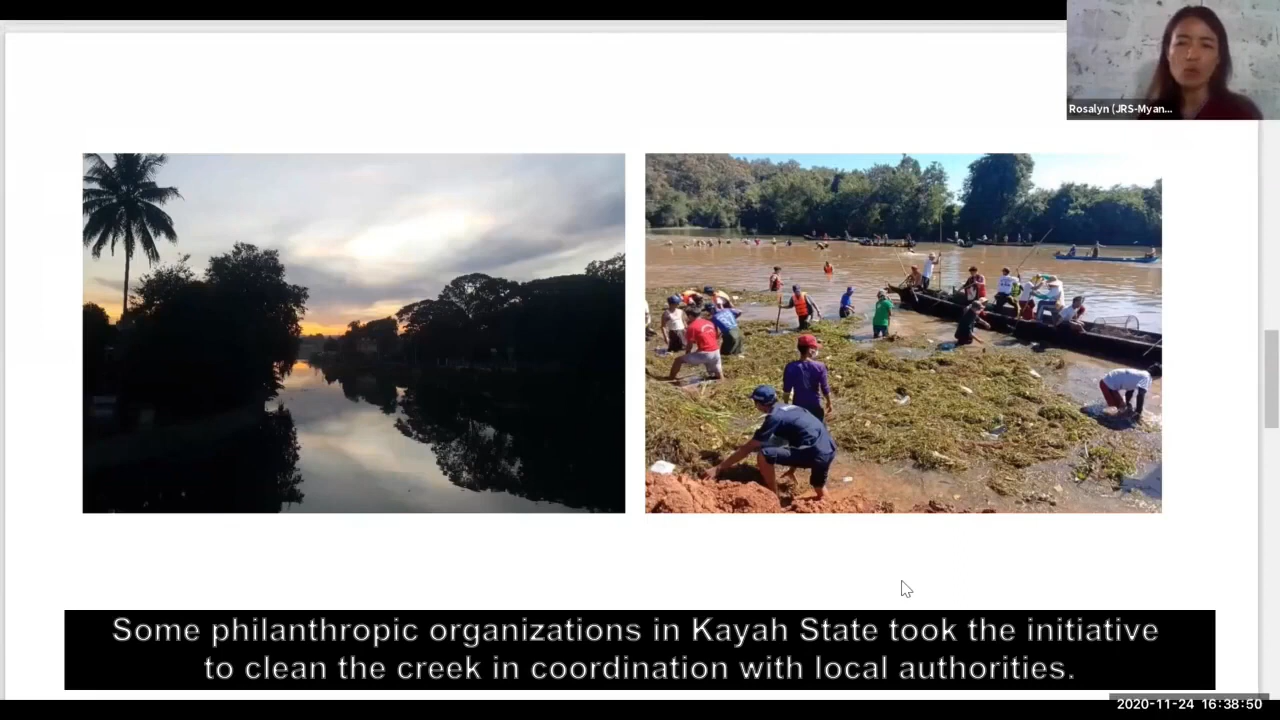 Rosalyn (JRS-Myan...
Some philanthropic organizations in Kayah State took the initiative
to clean the creek in coordination with local authorities.
2020-11-24 16:38:50